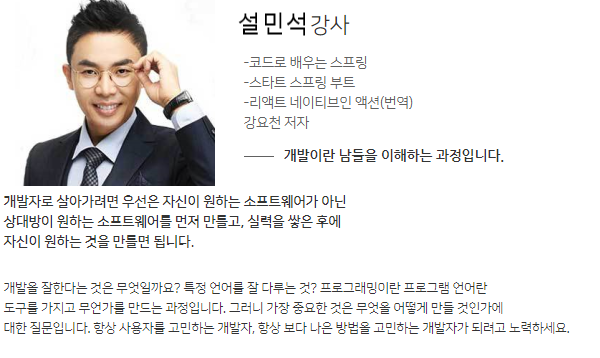 설민석 강사
-코드로 배우는 스프링
-스타트 스프링 부트
-리액트 네이티브인 액션(번역)
강요천 저자
개발이란 남들을 이해하는 과정입니다.
개발자로 살아가려면 우선은 자신이 원하는 소프트웨어가 아닌
상대방이 원하는 소프트웨어를 먼저 만들고, 실력을 쌓은 후에
자신이 원하는 것을 만들면 됩니다.
개발을 잘한다는 것은 무엇일까요? 특정 언어를 잘 다루는 것? 프로그래밍이란 프로그램 언어란
도구를 가지고 무언가를 만드는 과정입니다. 그러니 가장 중요한 것은 무엇을 어떻게 만들 것인가에
대한 질문입니다. 항상 사용자를 고민하는 개발자, 항상 보다 나은 방법을 고민하는 개발자가 되려고 노력하세요.